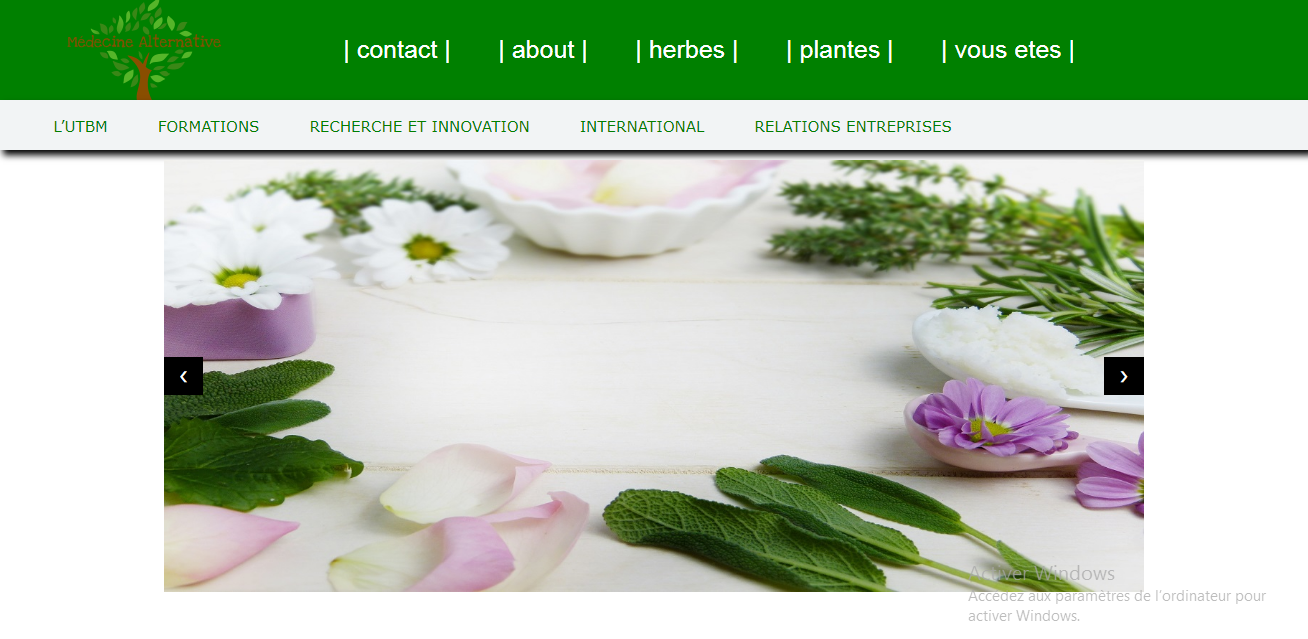 Medecine Alternative
| contact | | about | | herbes | | plantes | | vous etes |
L’UTBM FORMATIONS RECHERCHE ET INNOVATION INTERNATIONAL RELATIONS ENTREPRISES
‹ ›
Activer Windows
Accédez aux paramètres de l'ordinateur pour
activer Windows.